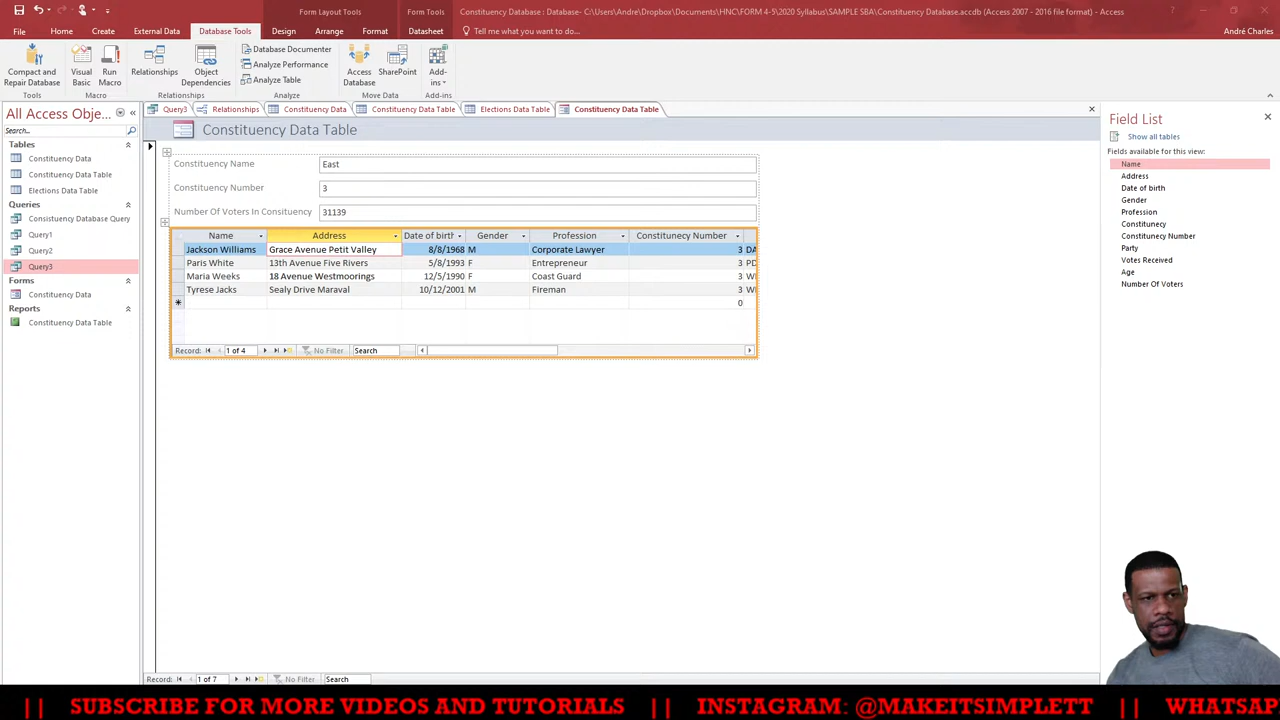 Form Layout Tools
Form Tools
Constituency Database : Database- C:\Users\Andre\Dropbox\Documents\HNC\FORM 4-5\2020 Syllabus\SAMPLE SBA\Constituency Database.accdb (Access 2007 - 2016 file format) - Access
File Home Create External Data Database Tools Design Arrange Format Datasheet Tell me what you want to do... André Charles
Compact and Repair Database
Visual Basic
Run Macro
Relationships
Object Dependencies
Database Documenter
Analyze Performance
Analyze Table
Access Database
SharePoint
Add-ins
Tools Macro Relationships Analyze Move Data Add-ins
All Access Obje...
Search...
Tables
Constituency Data
Constituency Data Table
Elections Data Table
Queries
Consistuency Database Query
Query1
Query2
Query3
Forms
Constituency Data
Reports
Constituency Data Table
Query3 Relationships Constituency Data Constituency Data Table Elections Data Table Constituency Data Table
Constituency Data Table
Constituency Name East
Constituency Number 3
Number Of Voters In Constituency 31139
Name Address Date of birth Gender Profession Constitunecy Number
Jackson Williams Grace Avenue Petit Valley 8/8/1968 M Corporate Lawyer 3 DA
Paris White 13th Avenue Five Rivers 5/8/1993 F Entrepreneur 3 PD
Maria Weeks 18 Avenue Westmoorings 12/5/1990 F Coast Guard 3 W
Tyrese Jacks Sealy Drive Maraval 10/12/2001 M Fireman 3 W
0
Record: 1 of 4 No Filter Search
Record: 1 of 7 No Filter Search
Field List
Show all tables
Fields available for this view:
Name
Address
Date of birth
Gender
Profession
Constituency
Constituency Number
Party
Votes Received
Age
Number Of Voters
|| SUBSCRIBE FOR MORE VIDEOS AND TUTORIALS || INSTAGRAM: @MAKEITSIMPLETT || WHATSAP